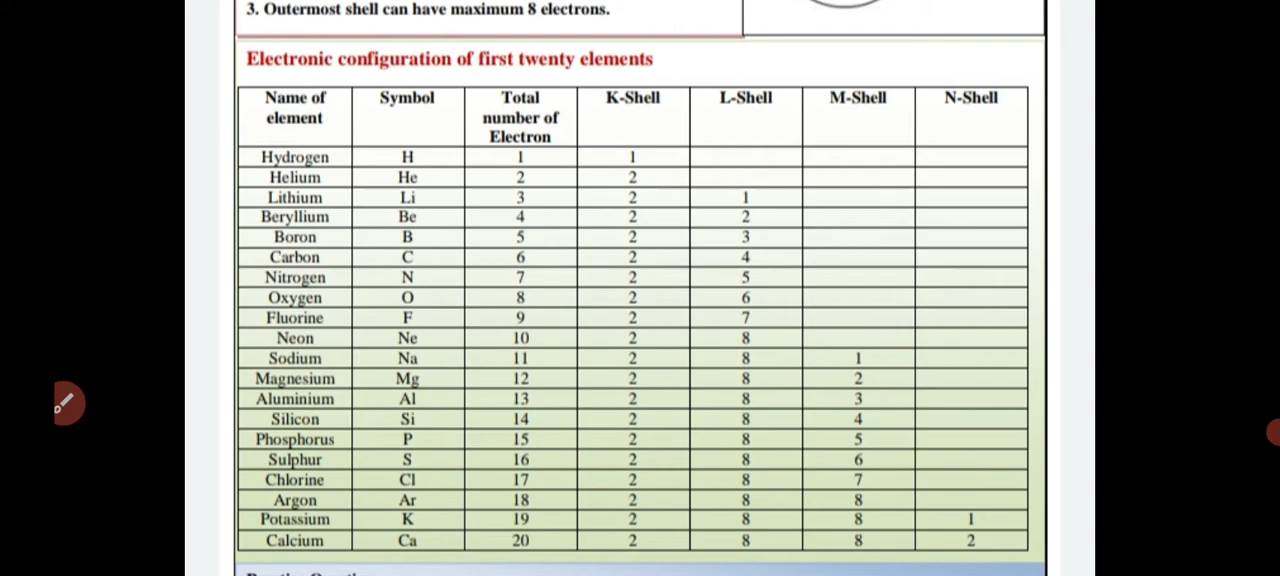 3. Outermost shell can have maximum 8 electrons.
Electronic configuration of first twenty elements
Name of element Symbol Total number of Electron K-Shell L-Shell M-Shell N-Shell
Hydrogen H 1 1
Helium He 2 2
Lithium Li 3 2 1
Beryllium Be 4 2 2
Boron B 5 2 3
Carbon C 6 2 4
Nitrogen N 7 2 5
Oxygen O 8 2 6
Fluorine F 9 2 7
Neon Ne 10 2 8
Sodium Na 11 2 8 1
Magnesium Mg 12 2 8 2
Aluminium Al 13 2 8 3
Silicon Si 14 2 8 4
Phosphorus P 15 2 8 5
Sulphur S 16 2 8 6
Chlorine Cl 17 2 8 7
Argon Ar 18 2 8 8
Potassium K 19 2 8 8 1
Calcium Ca 20 2 8 8 2